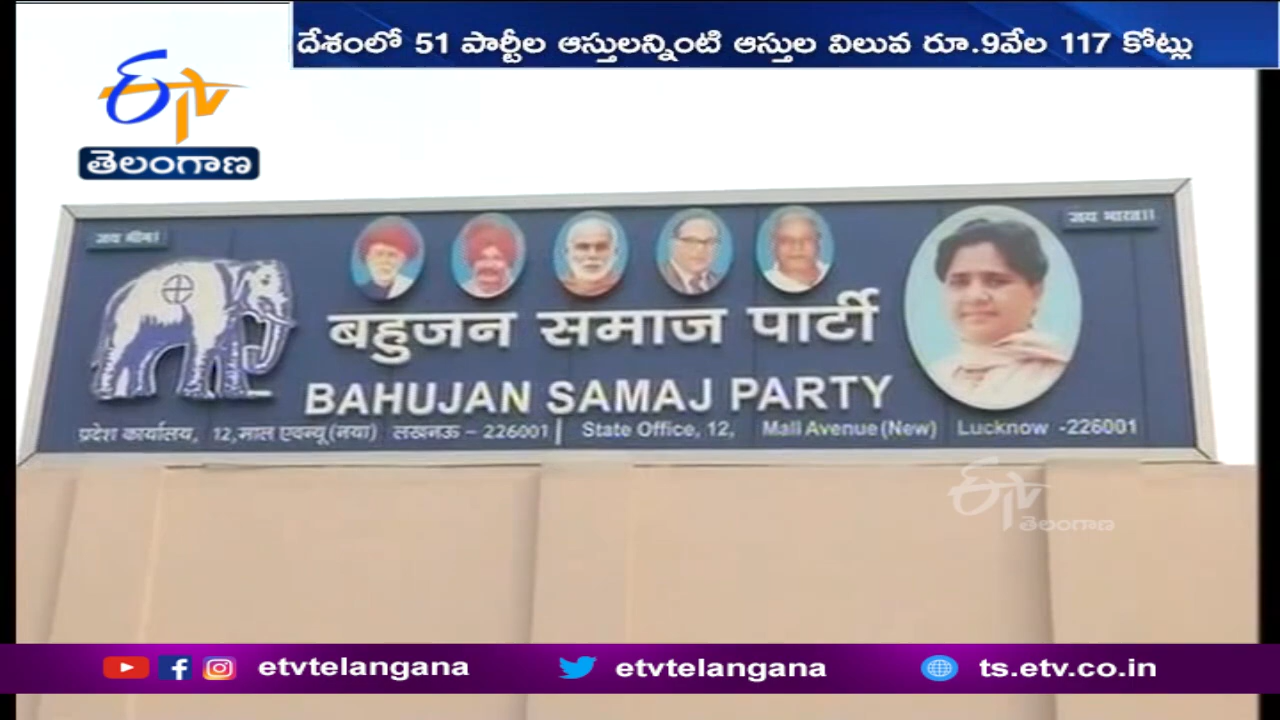 దేశంలో 51 పార్టీల ఆస్తులన్నింటి ఆస్తుల విలువ రూ.9వేల 117 కోట్లు
ETV
తెలంగాణ
जय भीम!
जय भारत!!
बहुजन समाज पार्टी
BAHUJAN SAMAJ PARTY
प्रदेश कार्यालय, 12,माल एवन्यू(नया) लखनऊ - 226001 State Office, 12, Mall Avenue (New) Lucknow -226001
ETV
తెలంగాణ
etvtelangana etvtelangana ts.etv.co.in